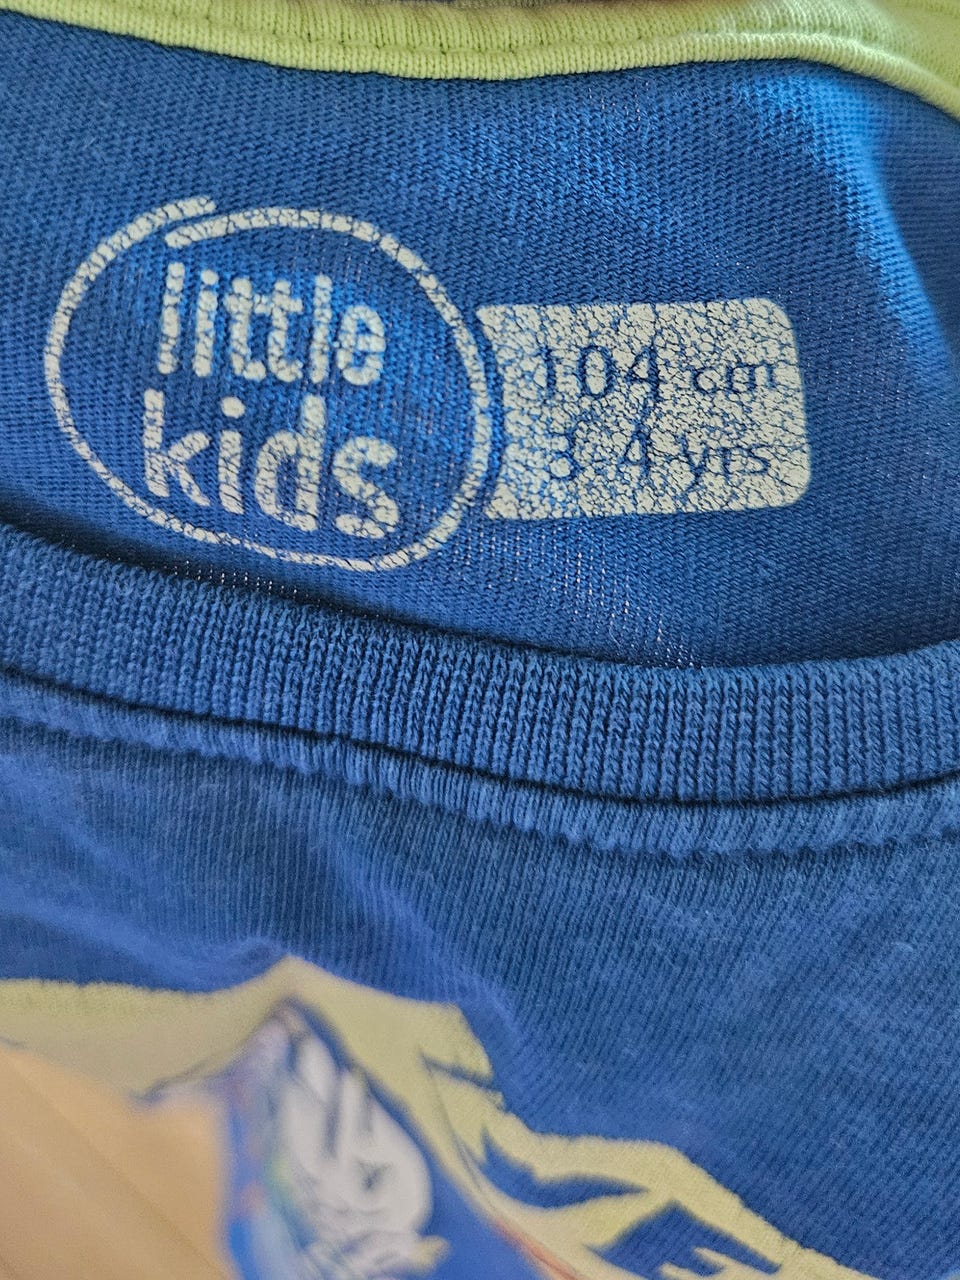 little
kids
104 cm
3-4 yrs